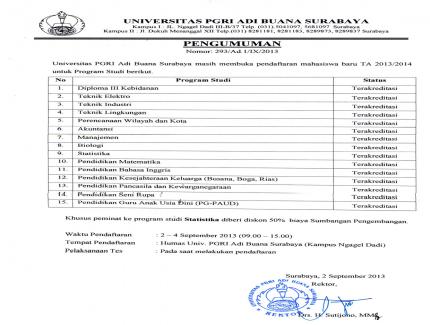 UNIVERSITAS PGRI ADI BUANA SURABAYA
Kampus I : Jl. Ngagel Dadi III-B/37 Telp. (031) 5041097, 5681097 Surabaya
Kampus II : Jl. Dukuh Menanggal XII Telp.(031) 8281181, 8281183, 8289873, 8289837 Surabaya
PENGUMUMAN
Nomor: 293/Ad I/IX/2013
Universitas PGRI Adi Buana Surabaya masih membuka pendaftaran mahasiswa baru TA 2013/2014
untuk Program Studi berikut.
No Program Studi Status
1. Diploma III Kebidanan Terakreditasi
2. Teknik Elektro Terakreditasi
3. Teknik Industri Terakreditasi
4. Teknik Lingkungan Terakreditasi
5. Perencanaan Wilayah dan Kota Terakreditasi
6. Akuntansi Terakreditasi
7. Manajemen Terakreditasi
8. Biologi Terakreditasi
9. Statistika Terakreditasi
10. Pendidikan Matematika Terakreditasi
11. Pendidikan Bahasa Inggris Terakreditasi
12. Pendidikan Kesejahteraan Keluarga (Busana, Boga, Rias) Terakreditasi
13. Pendidikan Pancasila dan Kewarganegaraan Terakreditasi
14. Pendidikan Seni Rupa Terakreditasi
15. Pendidikan Guru Anak Usia Dini (PG-PAUD) Terakreditasi
Khusus peminat ke program studi Statistika diberi diskon 50% biaya Sumbangan Pengembangan.
Waktu Pendaftaran : 2 – 4 September 2013 (09.00 – 15.00)
Tempat Pendaftaran : Humas Univ. PGRI Adi Buana Surabaya (Kampus Ngagel Dadi)
Pelaksanaan Tes : Pada saat melakukan pendaftaran
Surabaya, 2 September 2013
Rektor,
REKTOR
Drs. H. Sutijono, MM